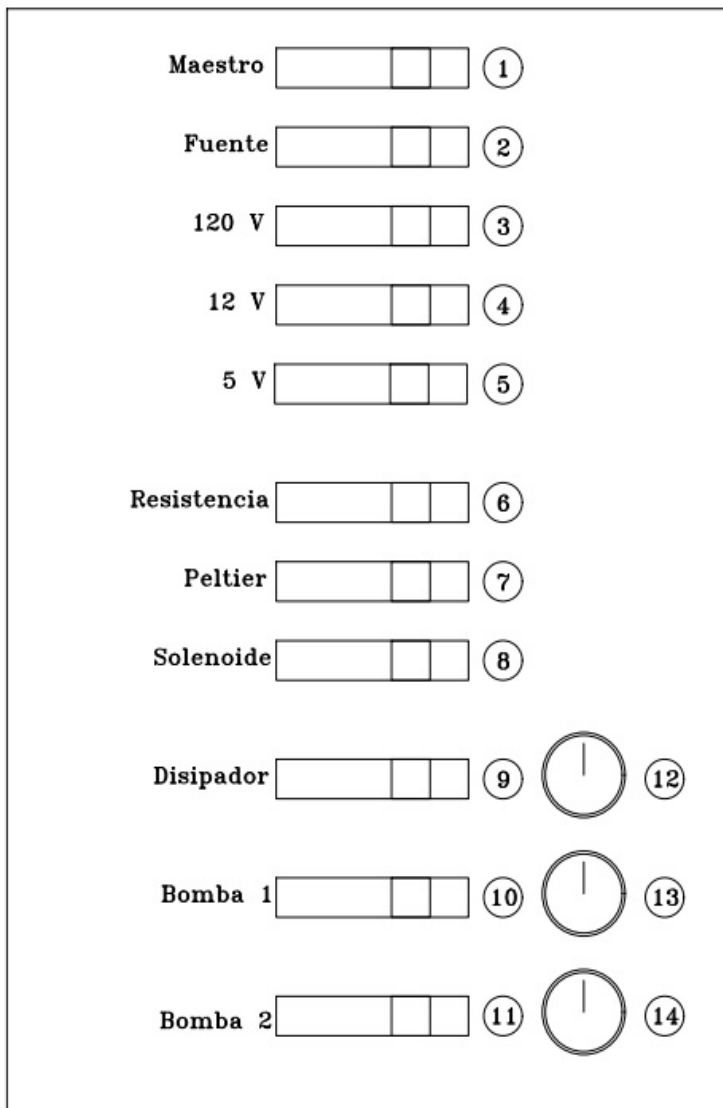 Maestro 1
Fuente 2
120 V 3
12 V 4
5 V 5
Resistencia 6
Peltier 7
Solenoide 8
Disipador 9 12
Bomba 1 10 13
Bomba 2 11 14